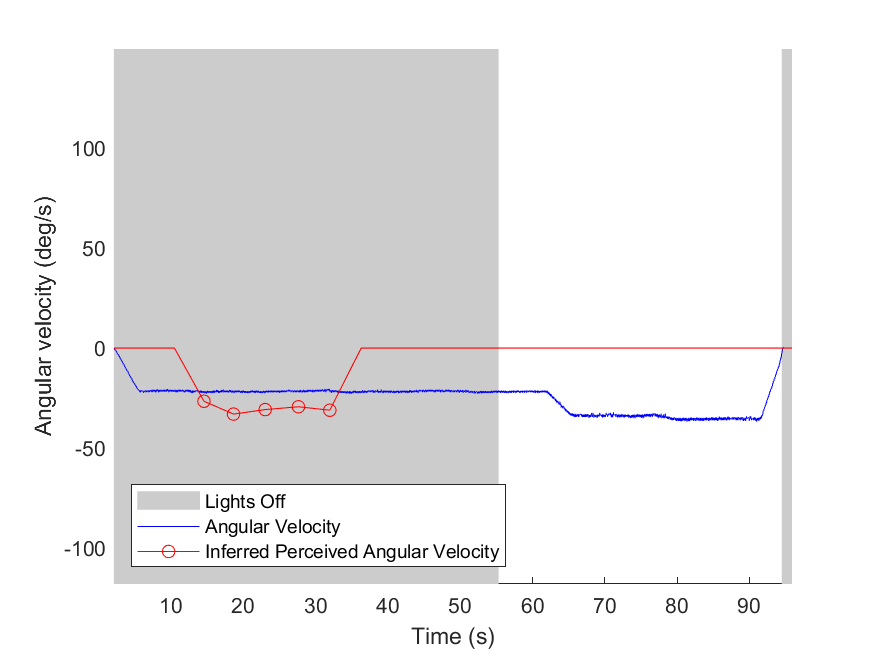 100
50
0
-50
-100
Angular velocity (deg/s)
Lights Off
Angular Velocity
Inferred Perceived Angular Velocity
10 20 30 40 50 60 70 80 90
Time (s)